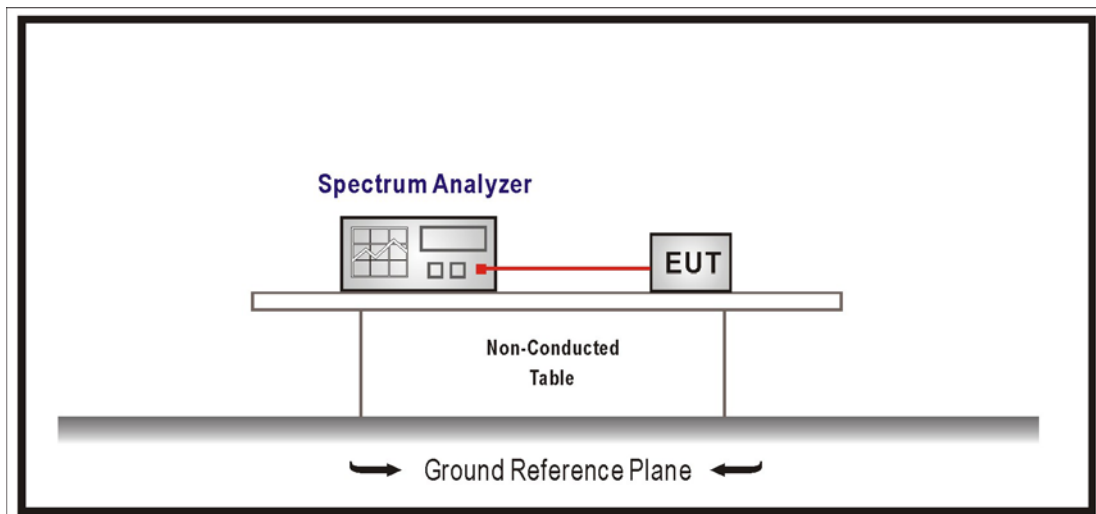 Spectrum Analyzer
EUT
Non-Conducted
Table
Ground Reference Plane